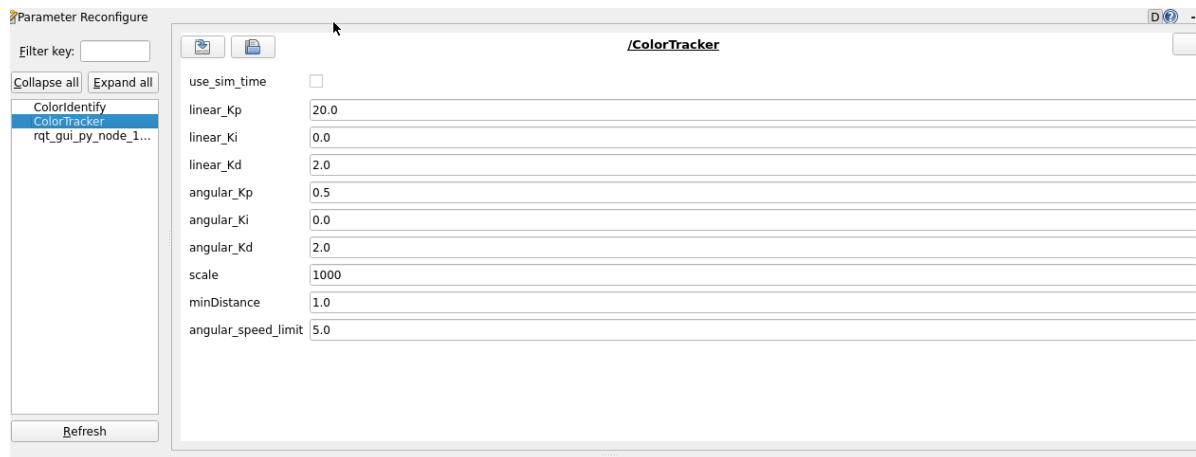 Parameter Reconfigure
D
Filter key:
Collapse all Expand all
ColorIdentify
ColorTracker
rqt_gui_py_node_1...
Refresh
/ColorTracker
use_sim_time
linear_Kp 20.0
linear_Ki 0.0
linear_Kd 2.0
angular_Kp 0.5
angular_Ki 0.0
angular_Kd 2.0
scale 1000
minDistance 1.0
angular_speed_limit 5.0